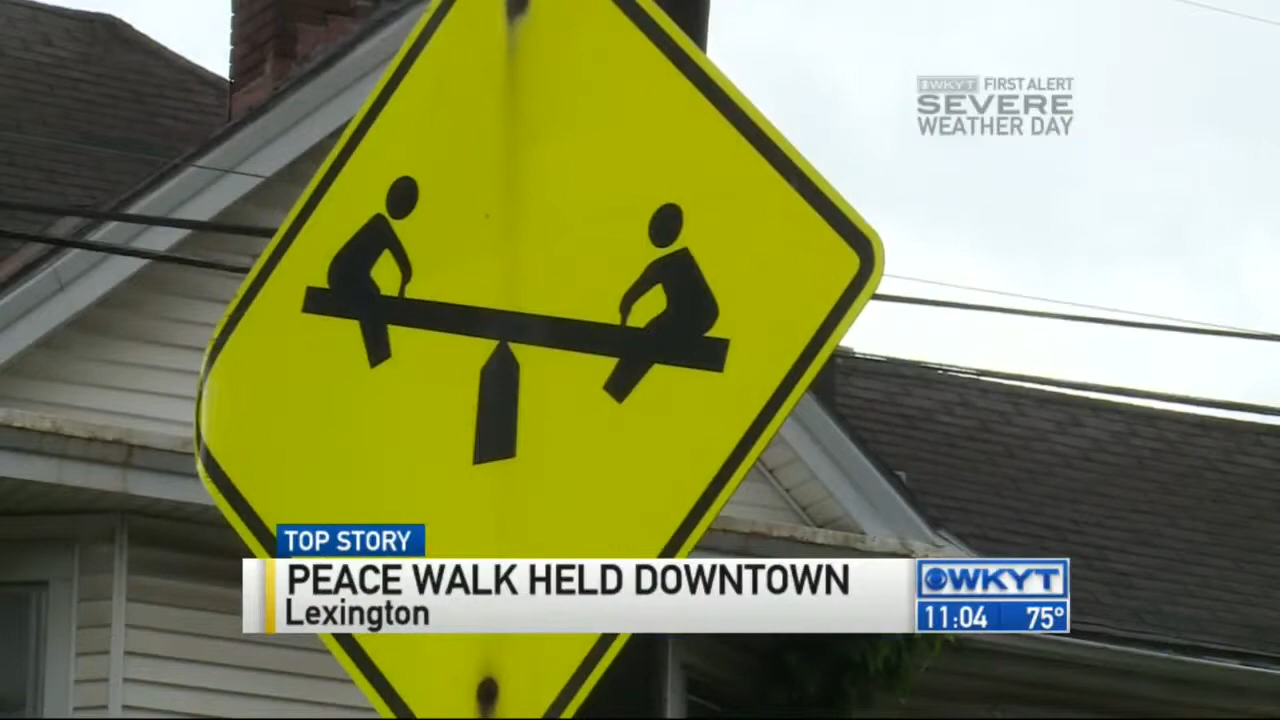 WKYT FIRST ALERT
SEVERE
WEATHER DAY
TOP STORY
PEACE WALK HELD DOWNTOWN
Lexington
WKYT
11:04 75°